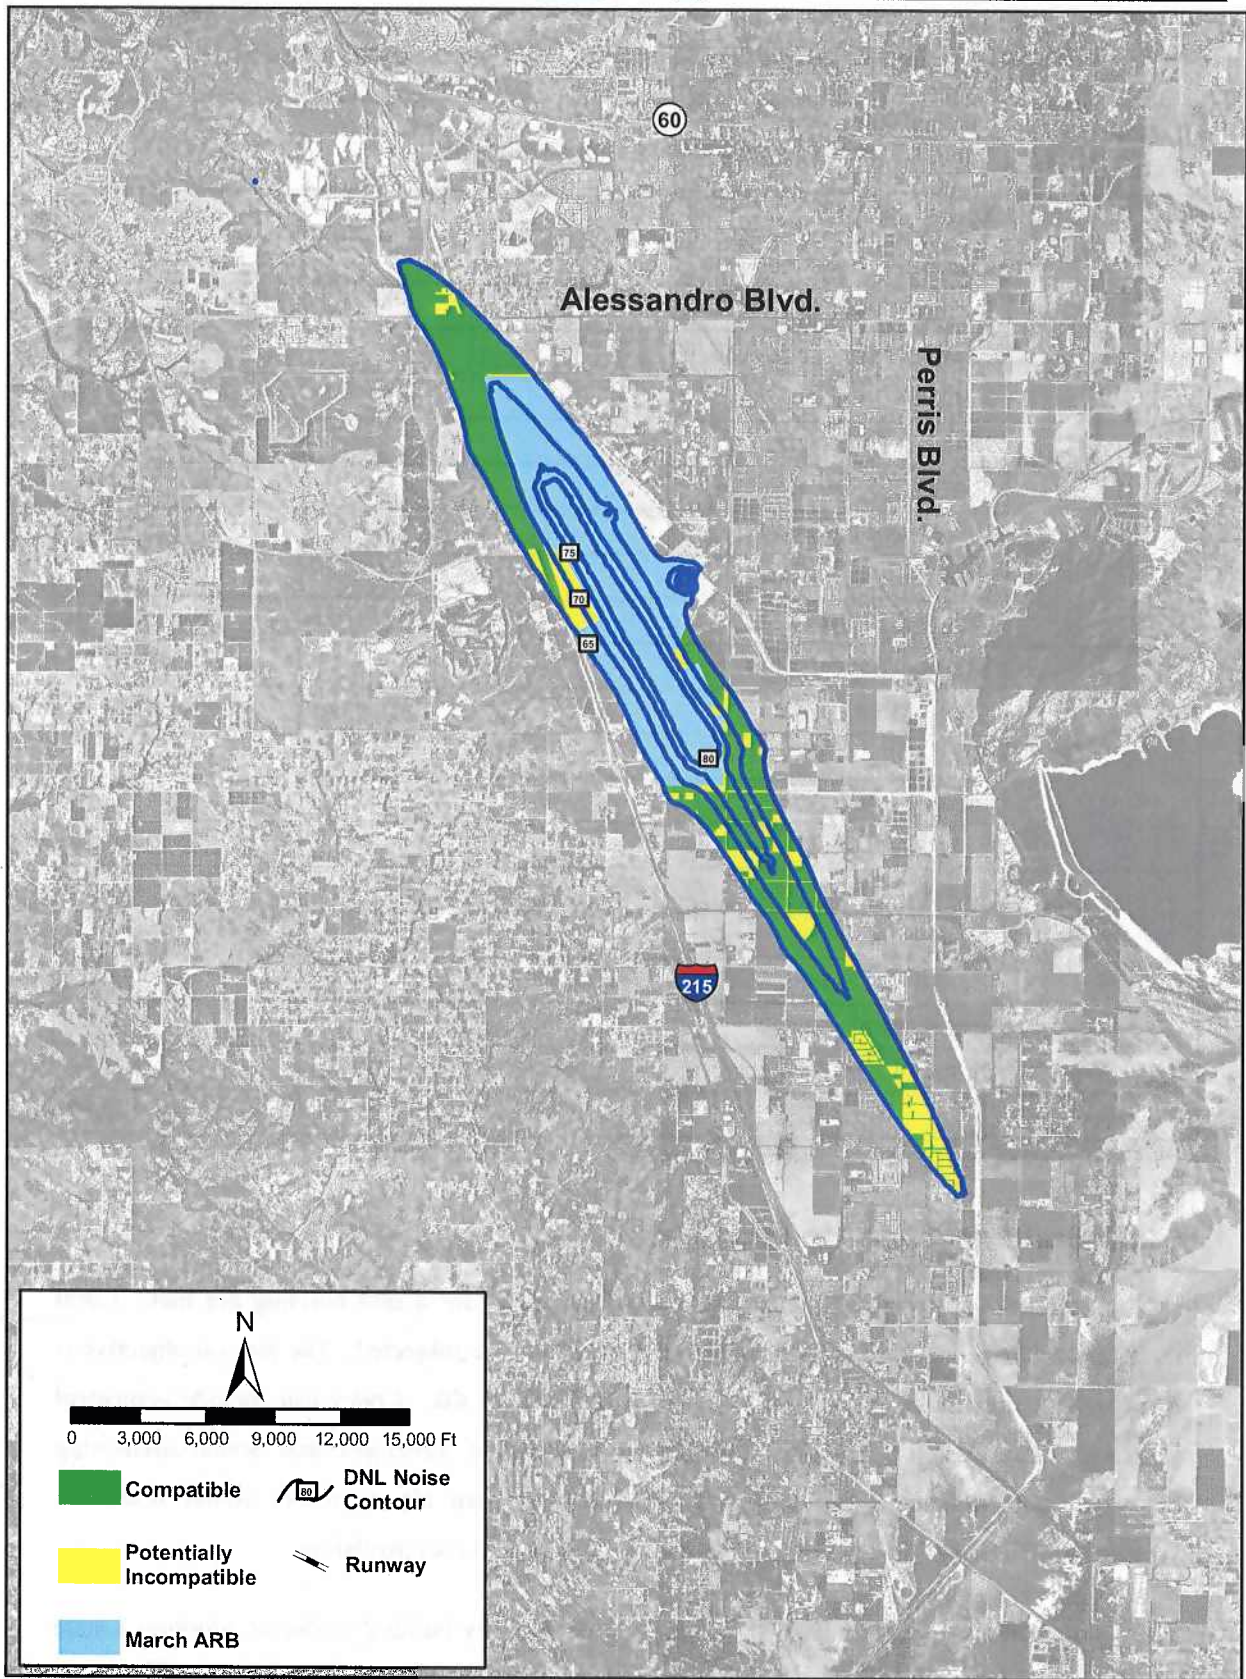 60
Alessandro Blvd.
Perris Blvd.
75
70
65
80
215
N
0 3,000 6,000 9,000 12,000 15,000 Ft
Compatible
80
DNL Noise
Contour
Potentially
Incompatible
Runway
March ARB